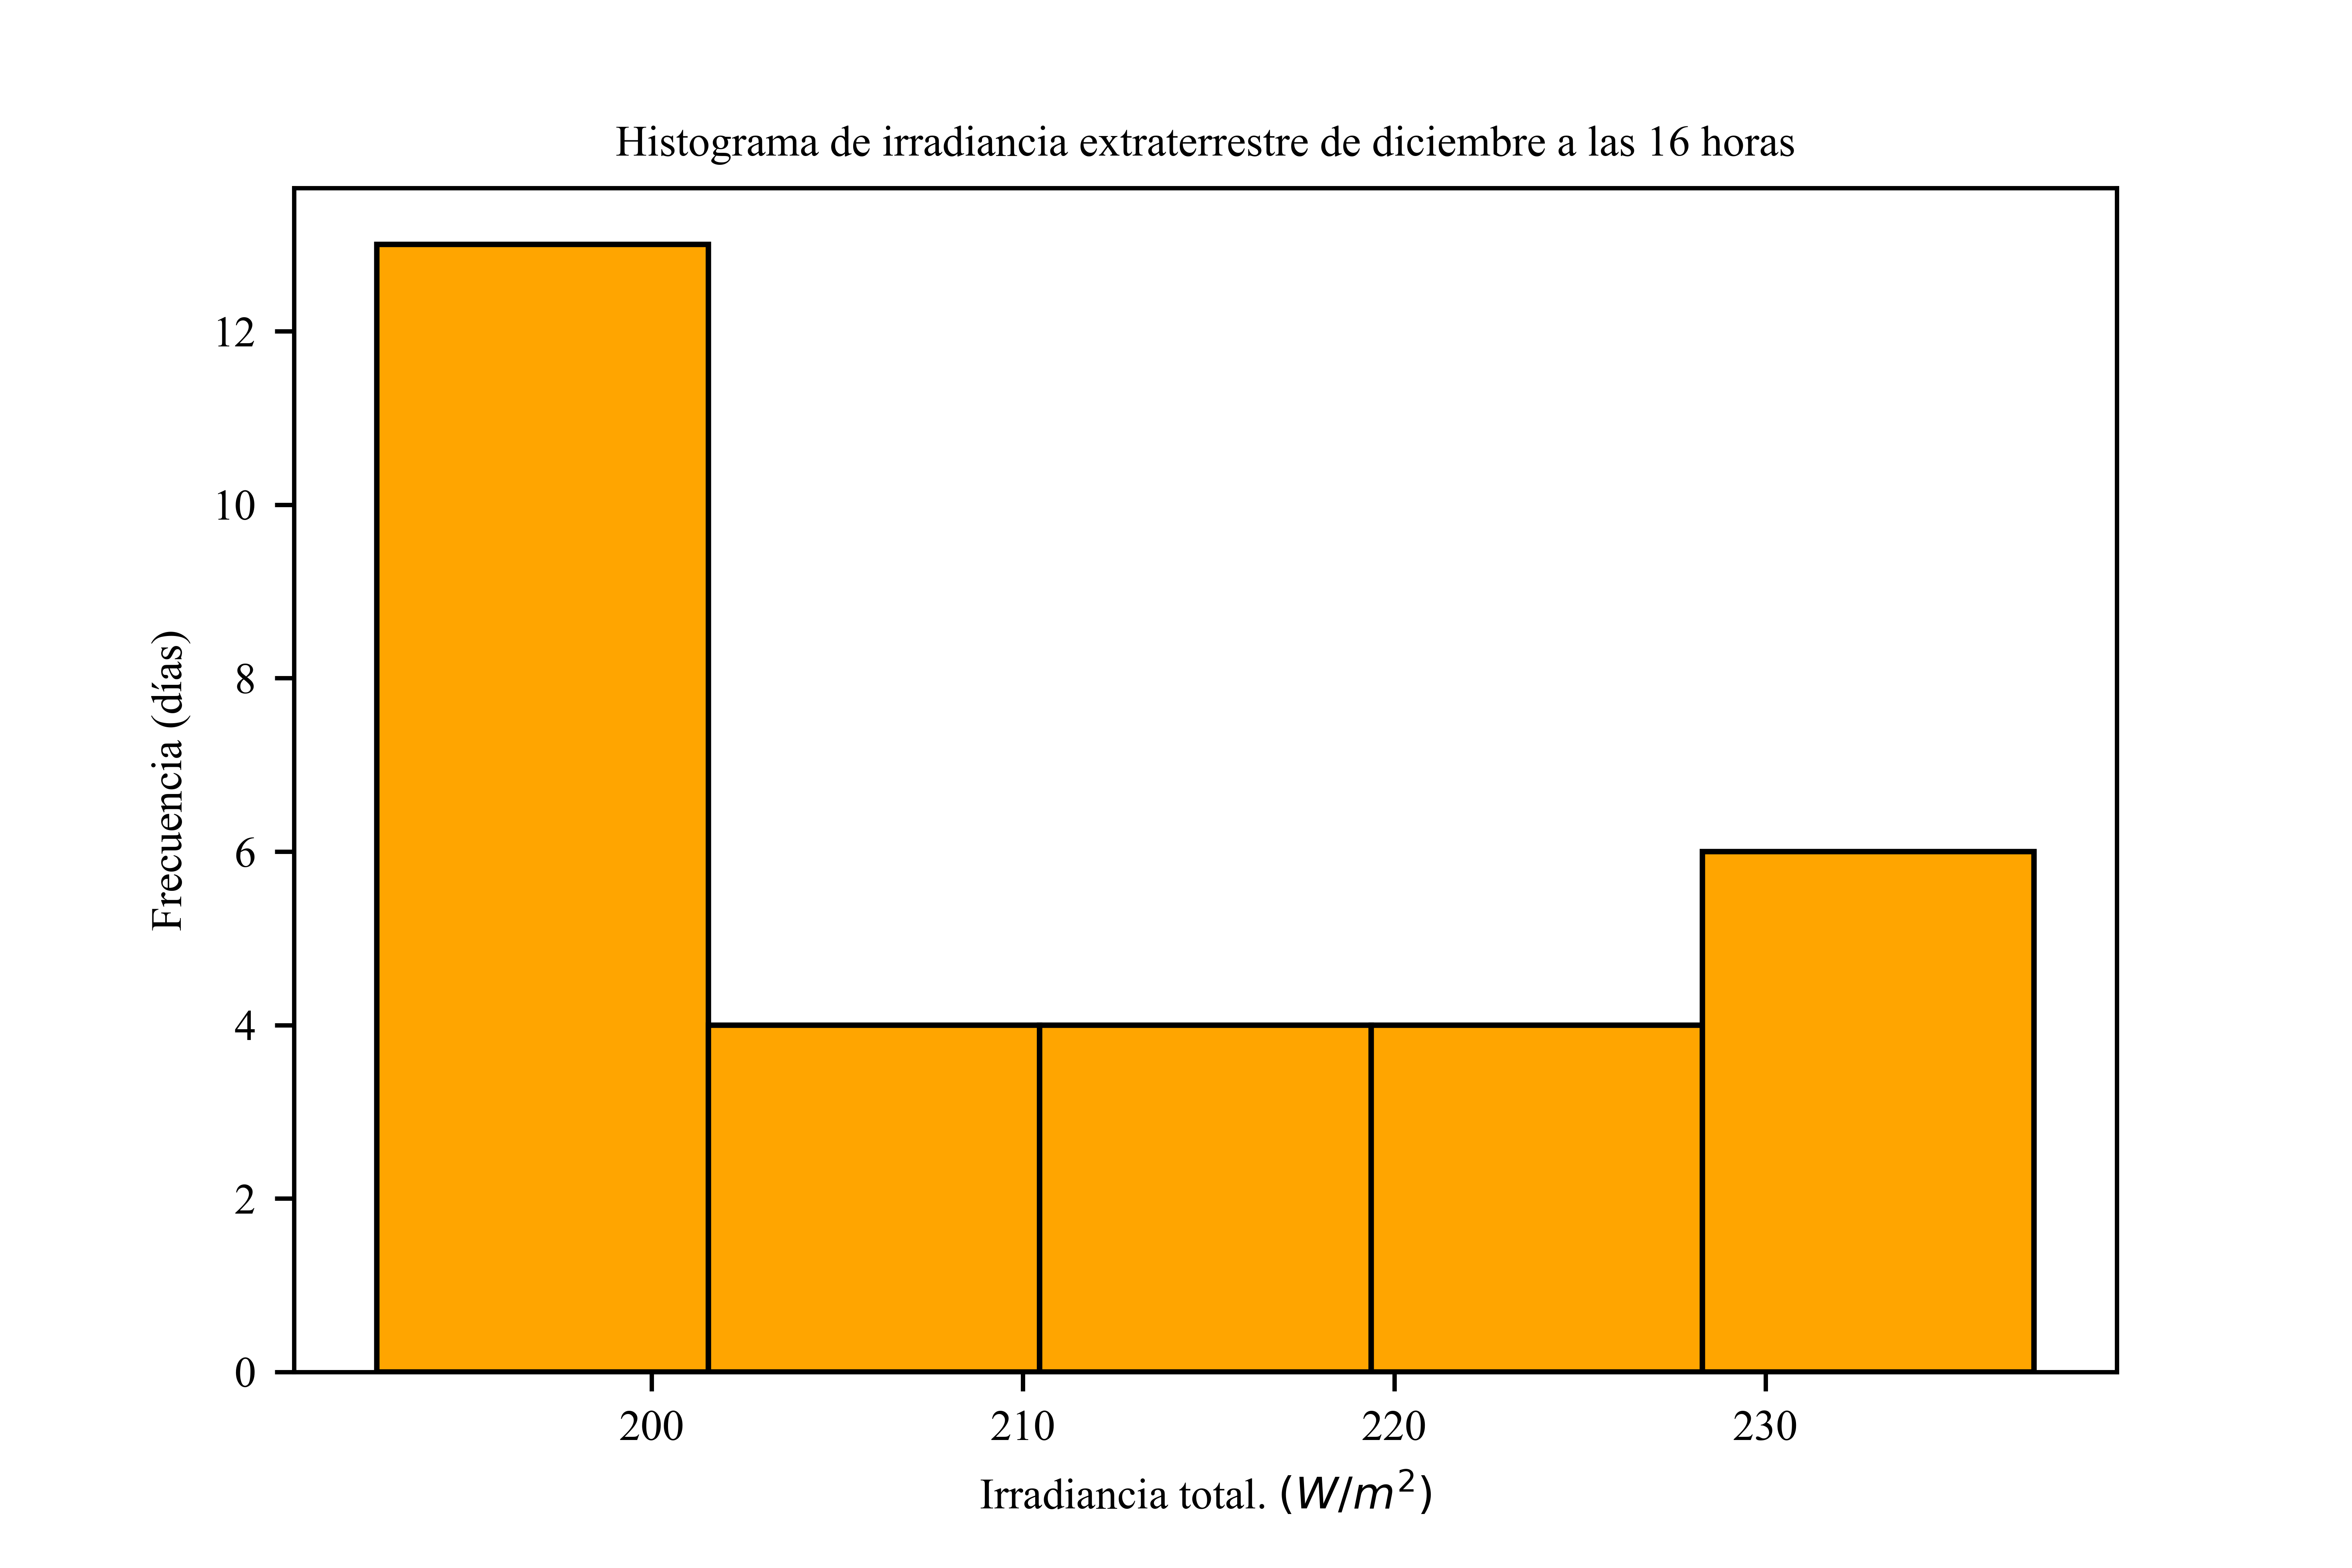 Histograma de irradiancia extraterrestre de diciembre a las 16 horas
Frecuencia (días)
12
10
8
6
4
2
0
200 210 220 230
Irradiancia total. (W/m²)